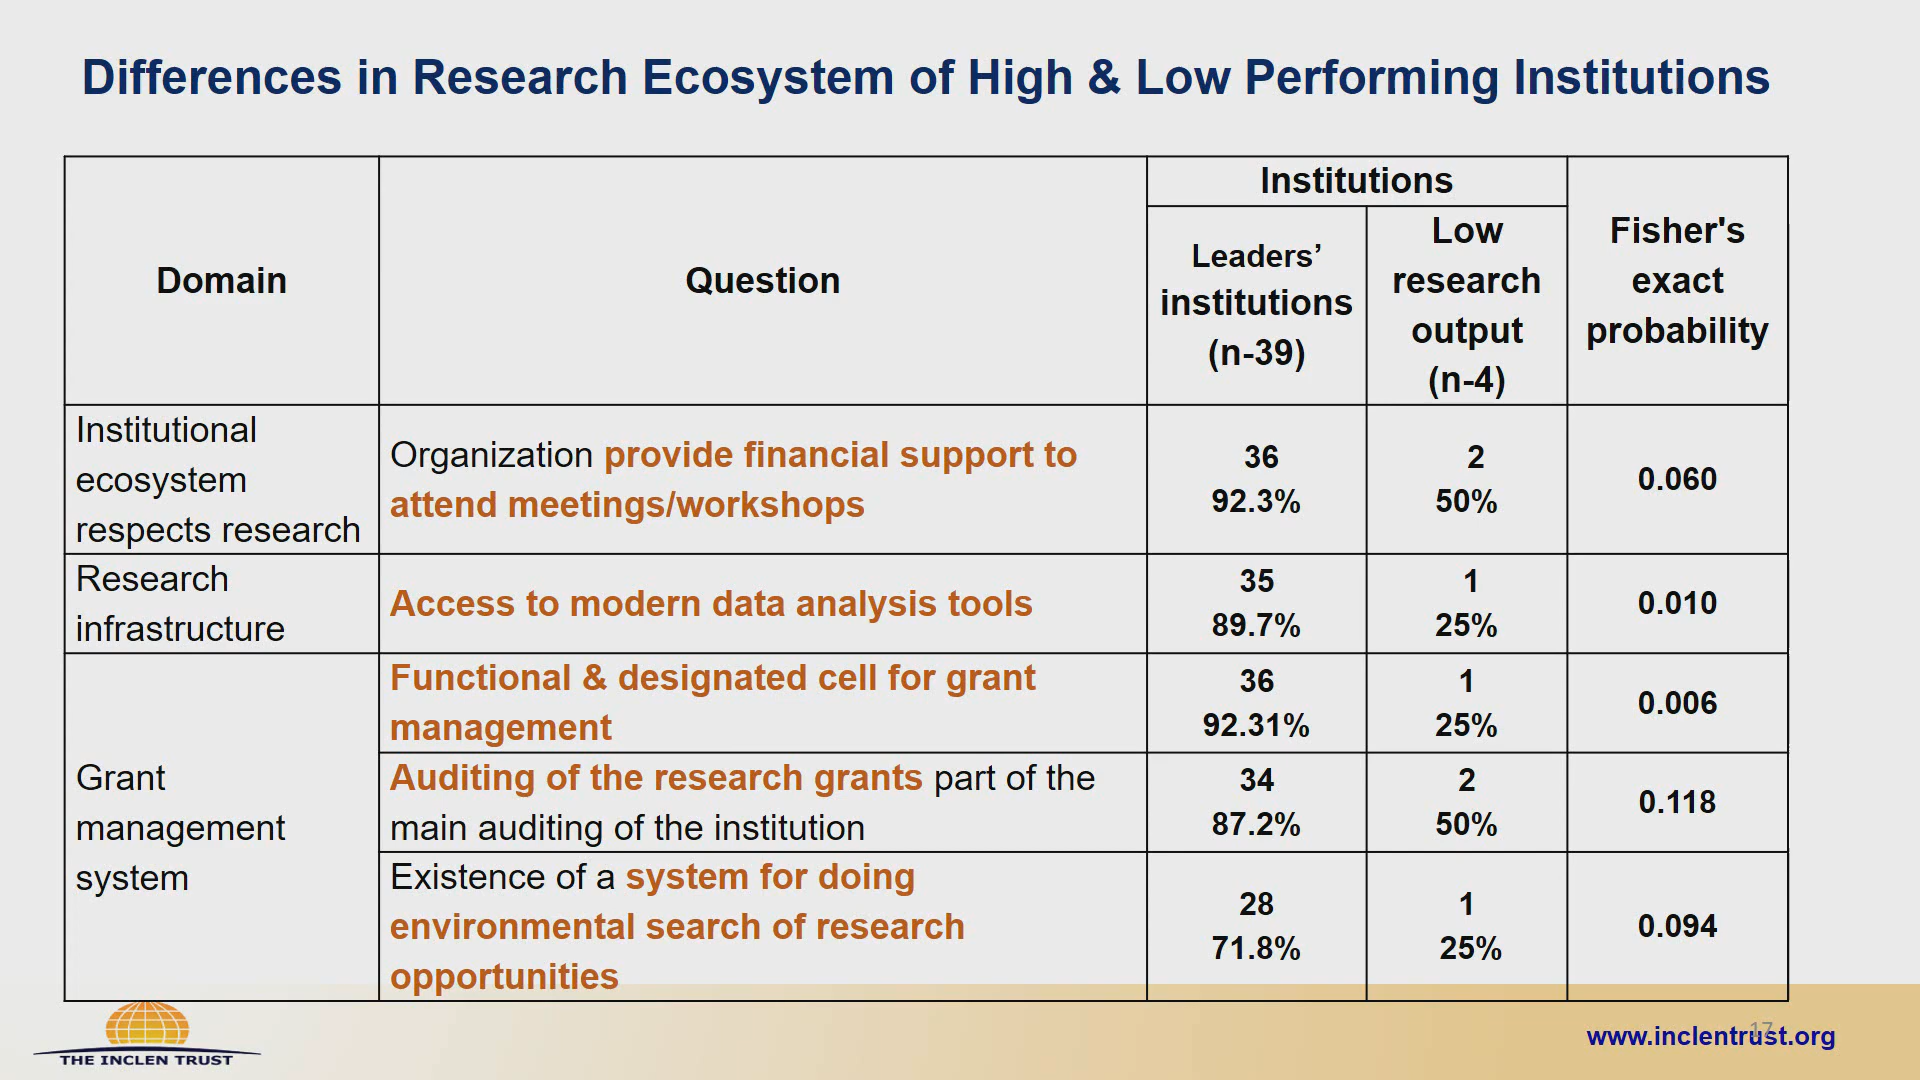 Differences in Research Ecosystem of High & Low Performing Institutions
Domain
Question
Institutions
Leaders’
institutions
(n-39)
Low
research
output
(n-4)
Fisher's
exact
probability
Institutional
ecosystem
respects research
Organization provide financial support to
attend meetings/workshops
36
92.3%
2
50%
0.060
Research
infrastructure
Access to modern data analysis tools
35
89.7%
1
25%
0.010
Grant
management
system
Functional & designated cell for grant
management
36
92.31%
1
25%
0.006
Auditing of the research grants part of the
main auditing of the institution
34
87.2%
2
50%
0.118
Existence of a system for doing
environmental search of research
opportunities
28
71.8%
1
25%
0.094
THE INCLEN TRUST
www.inclentrust.org
17